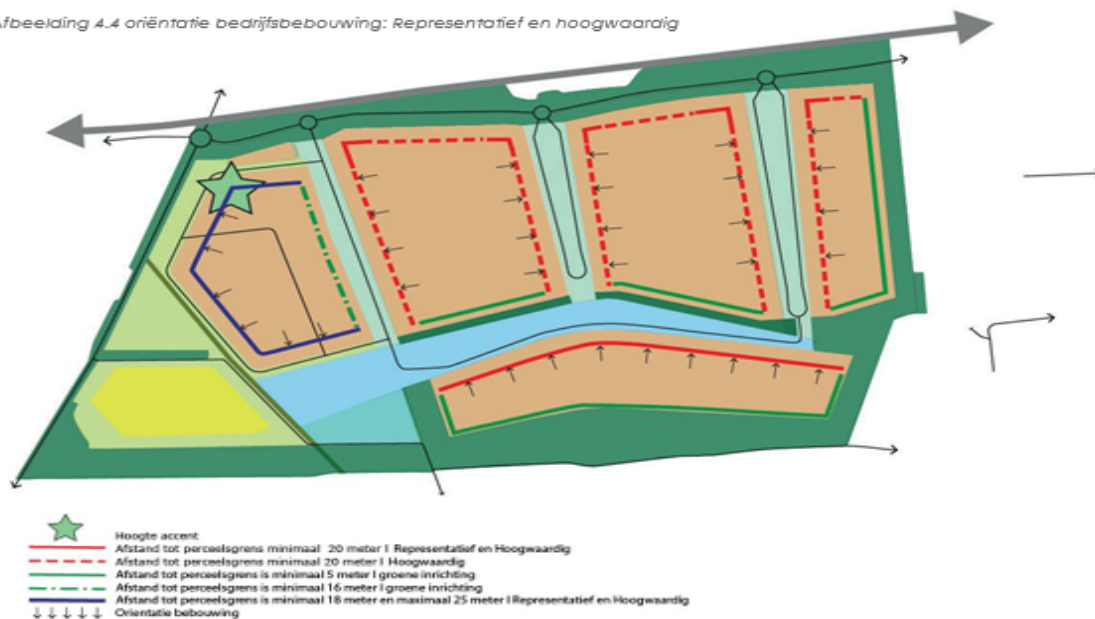 Afbeelding 4.4 oriëntatie bedrijfsbebouwing: Representatief en hoogwaardig
Hoogte accent
Afstand tot perceelsgrens minimaal 20 meter I Representatief en Hoogwaardig
Afstand tot perceelsgrens minimaal 20 meter I Hoogwaardig
Afstand tot perceelsgrens is minimaal 5 meter I groene inrichting
Afstand tot perceelsgrens is minimaal 16 meter I groene inrichting
Afstand tot perceelsgrens is minimaal 18 meter en maximaal 25 meter I Representatief en Hoogwaardig
Orientatie bebouwing